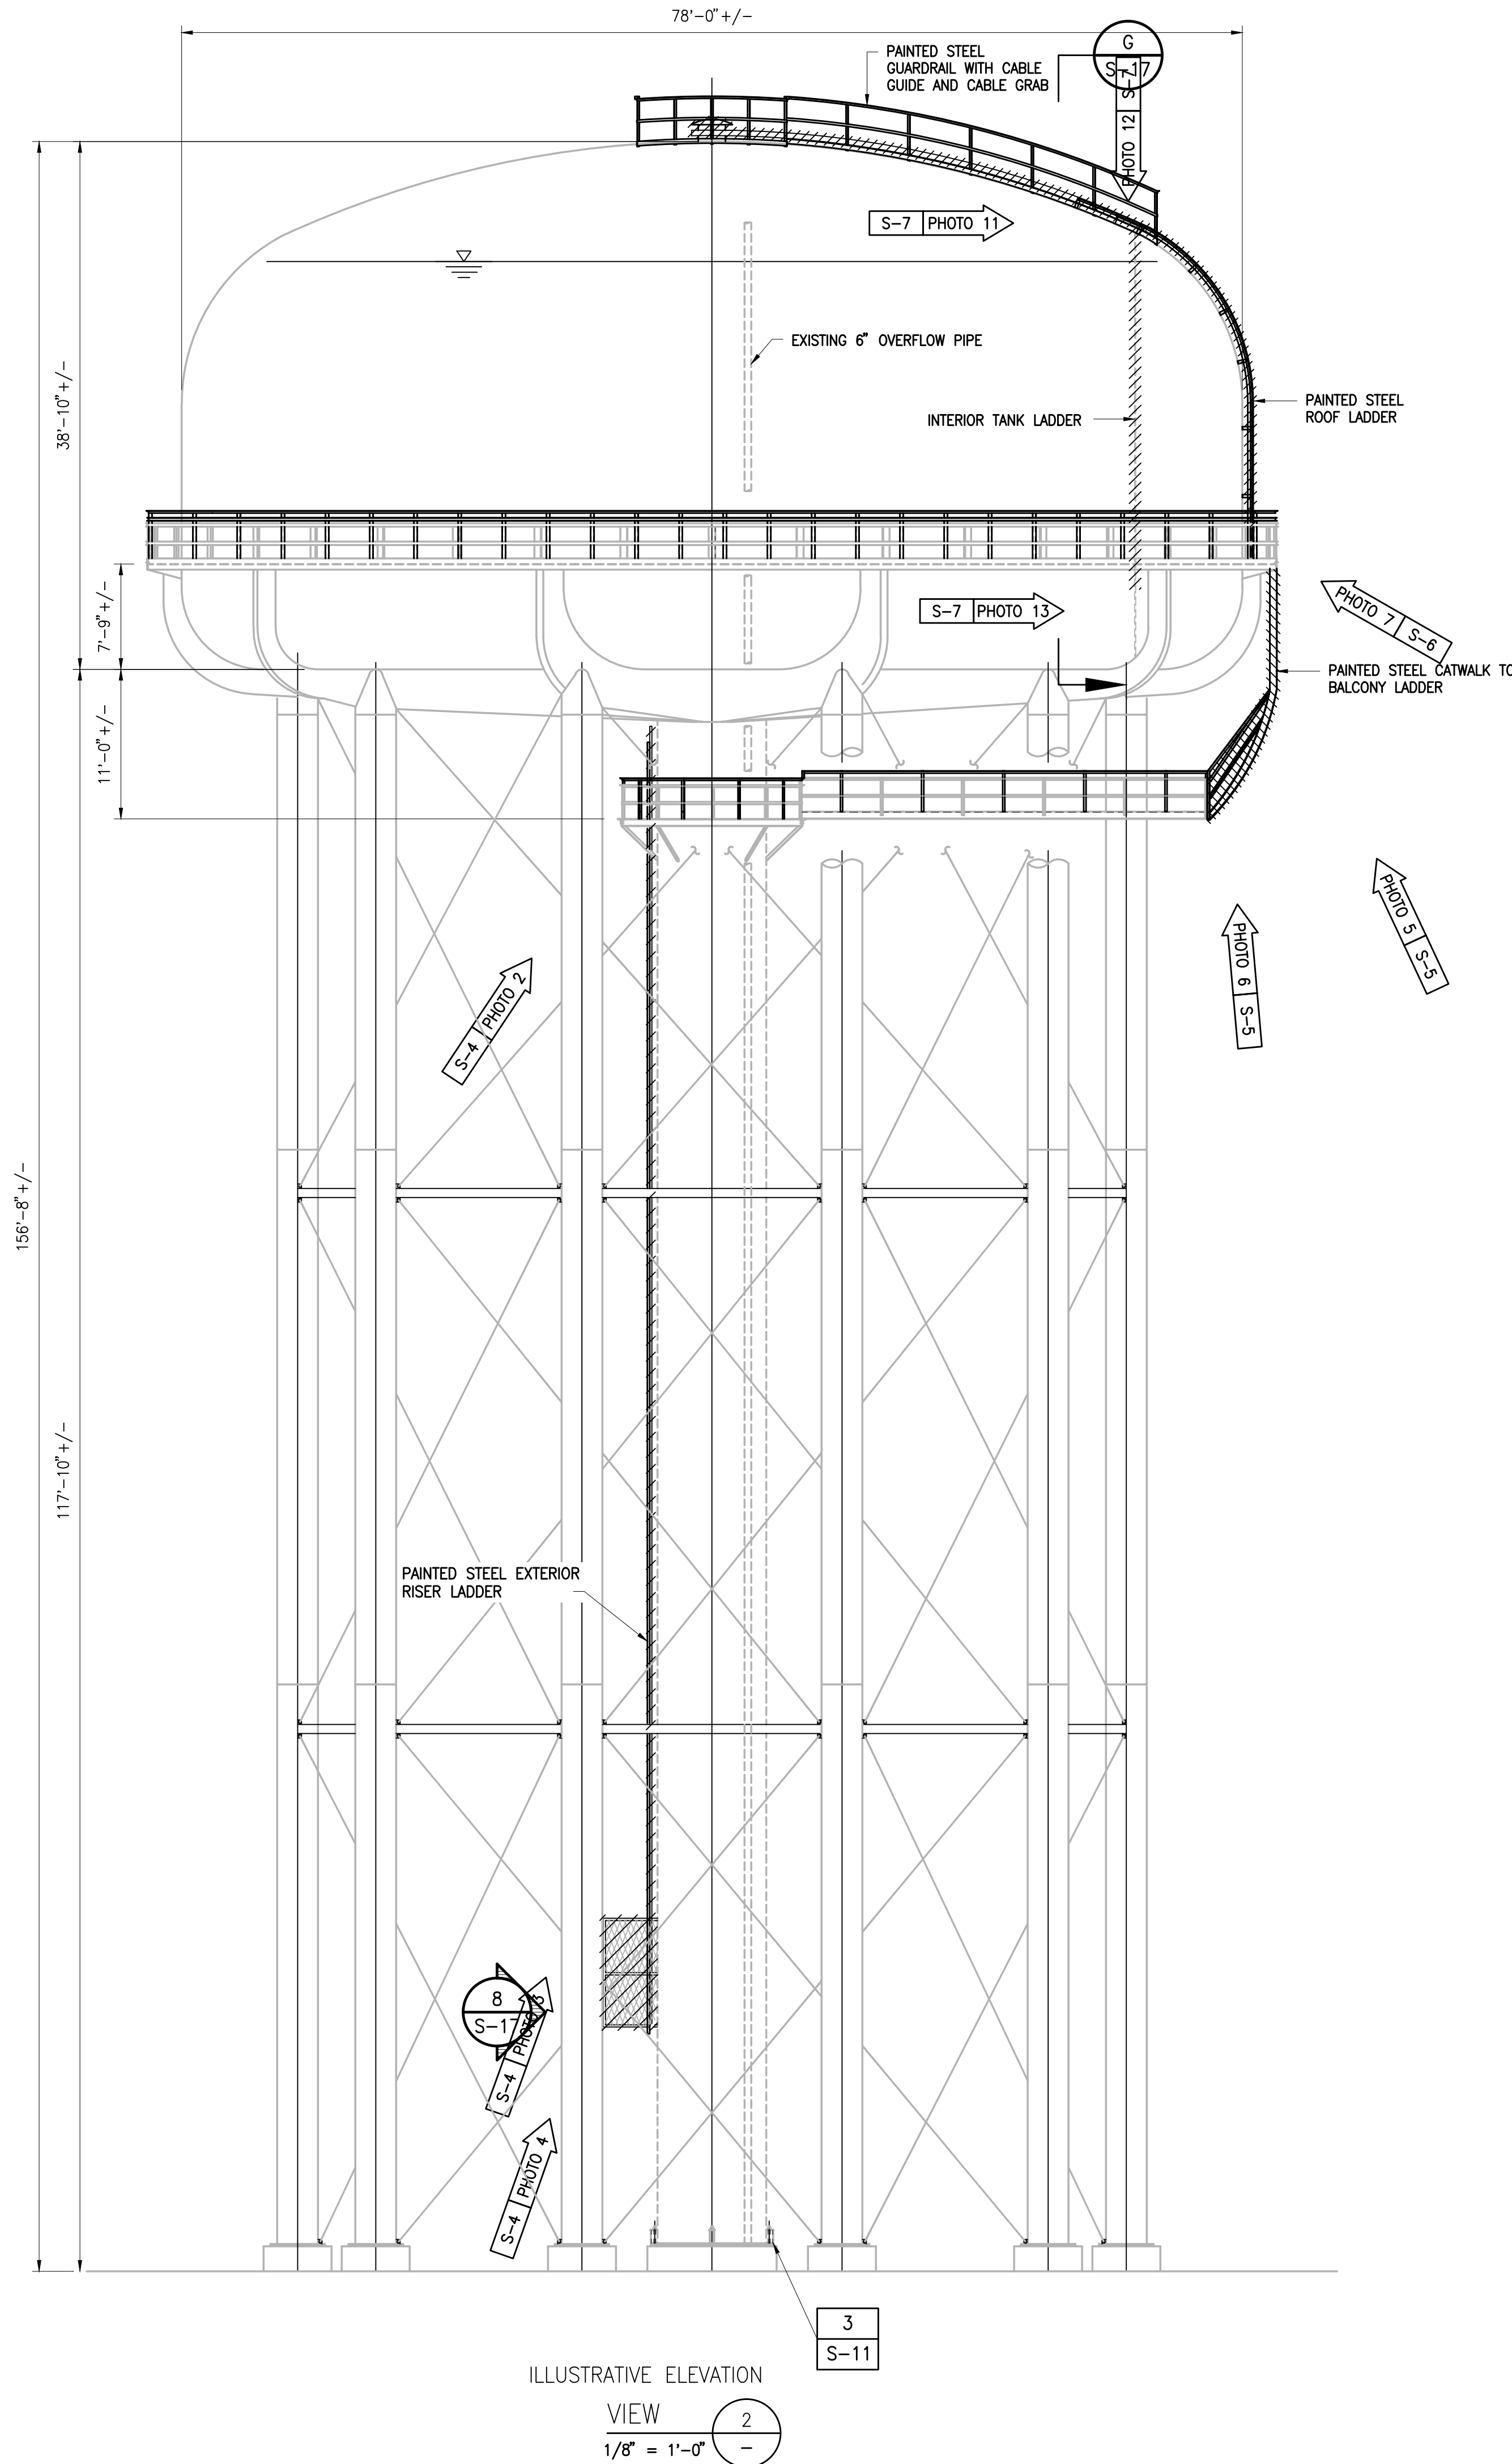 78'-0"+/-
PAINTED STEEL
GUARDRAIL WITH CABLE
GUIDE AND CABLE GRAB
G
S-17
PHOTO 12 S-7
S-7 PHOTO 11
EXISTING 6" OVERFLOW PIPE
INTERIOR TANK LADDER
PAINTED STEEL
ROOF LADDER
38'-10"+/-
7'-9"+/-
S-7 PHOTO 13
PHOTO 7 S-6
PAINTED STEEL CATWALK TO
BALCONY LADDER
11'-0"+/-
PHOTO 5 S-5
PHOTO 6 S-5
S-4 PHOTO 2
156'-8"+/-
117'-10"+/-
PAINTED STEEL EXTERIOR
RISER LADDER
8
S-17
S-4 PHOTO 3
S-4 PHOTO 4
3
S-11
ILLUSTRATIVE ELEVATION
VIEW
2
1/8" = 1'-0"
-